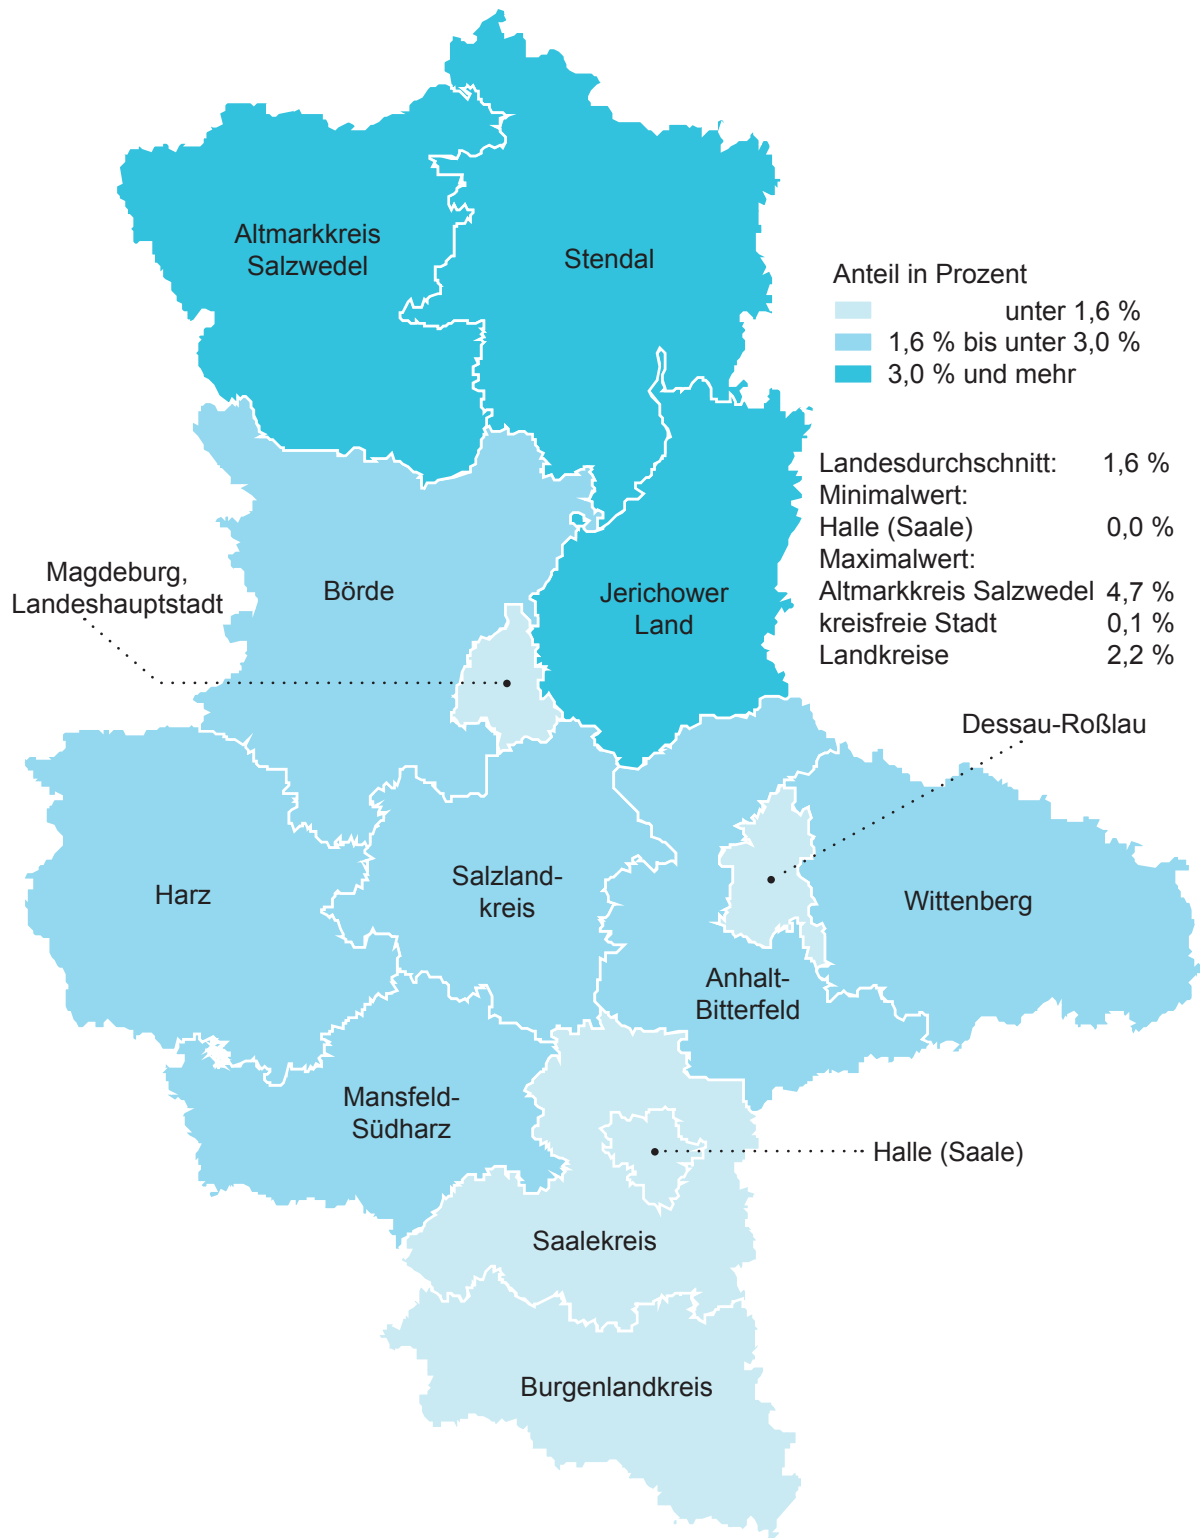 Altmarkkreis
Salzwedel
Stendal
Anteil in Prozent
unter 1,6 %
1,6 % bis unter 3,0 %
3,0 % und mehr
Landesdurchschnitt: 1,6 %
Minimalwert:
Halle (Saale) 0,0 %
Maximalwert:
Altmarkkreis Salzwedel 4,7 %
kreisfreie Stadt 0,1 %
Landkreise 2,2 %
Magdeburg,
Landeshauptstadt
Börde
Jerichower
Land
Dessau-Roßlau
Harz
Salzland-
kreis
Wittenberg
Anhalt-
Bitterfeld
Mansfeld-
Südharz
Halle (Saale)
Saalekreis
Burgenlandkreis